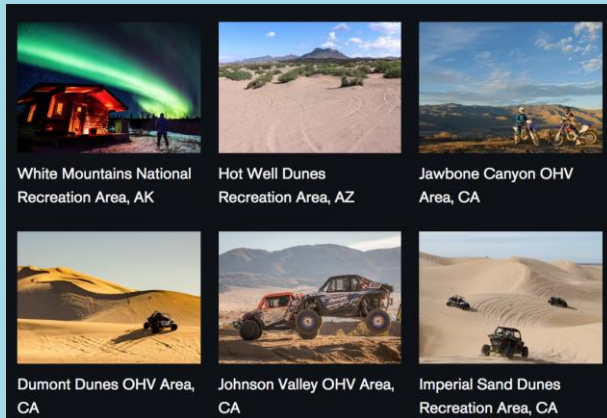 White Mountains National
Recreation Area, AK
Hot Well Dunes
Recreation Area, AZ
Jawbone Canyon OHV
Area, CA
Dumont Dunes OHV Area,
CA
Johnson Valley OHV Area,
CA
Imperial Sand Dunes
Recreation Area, CA